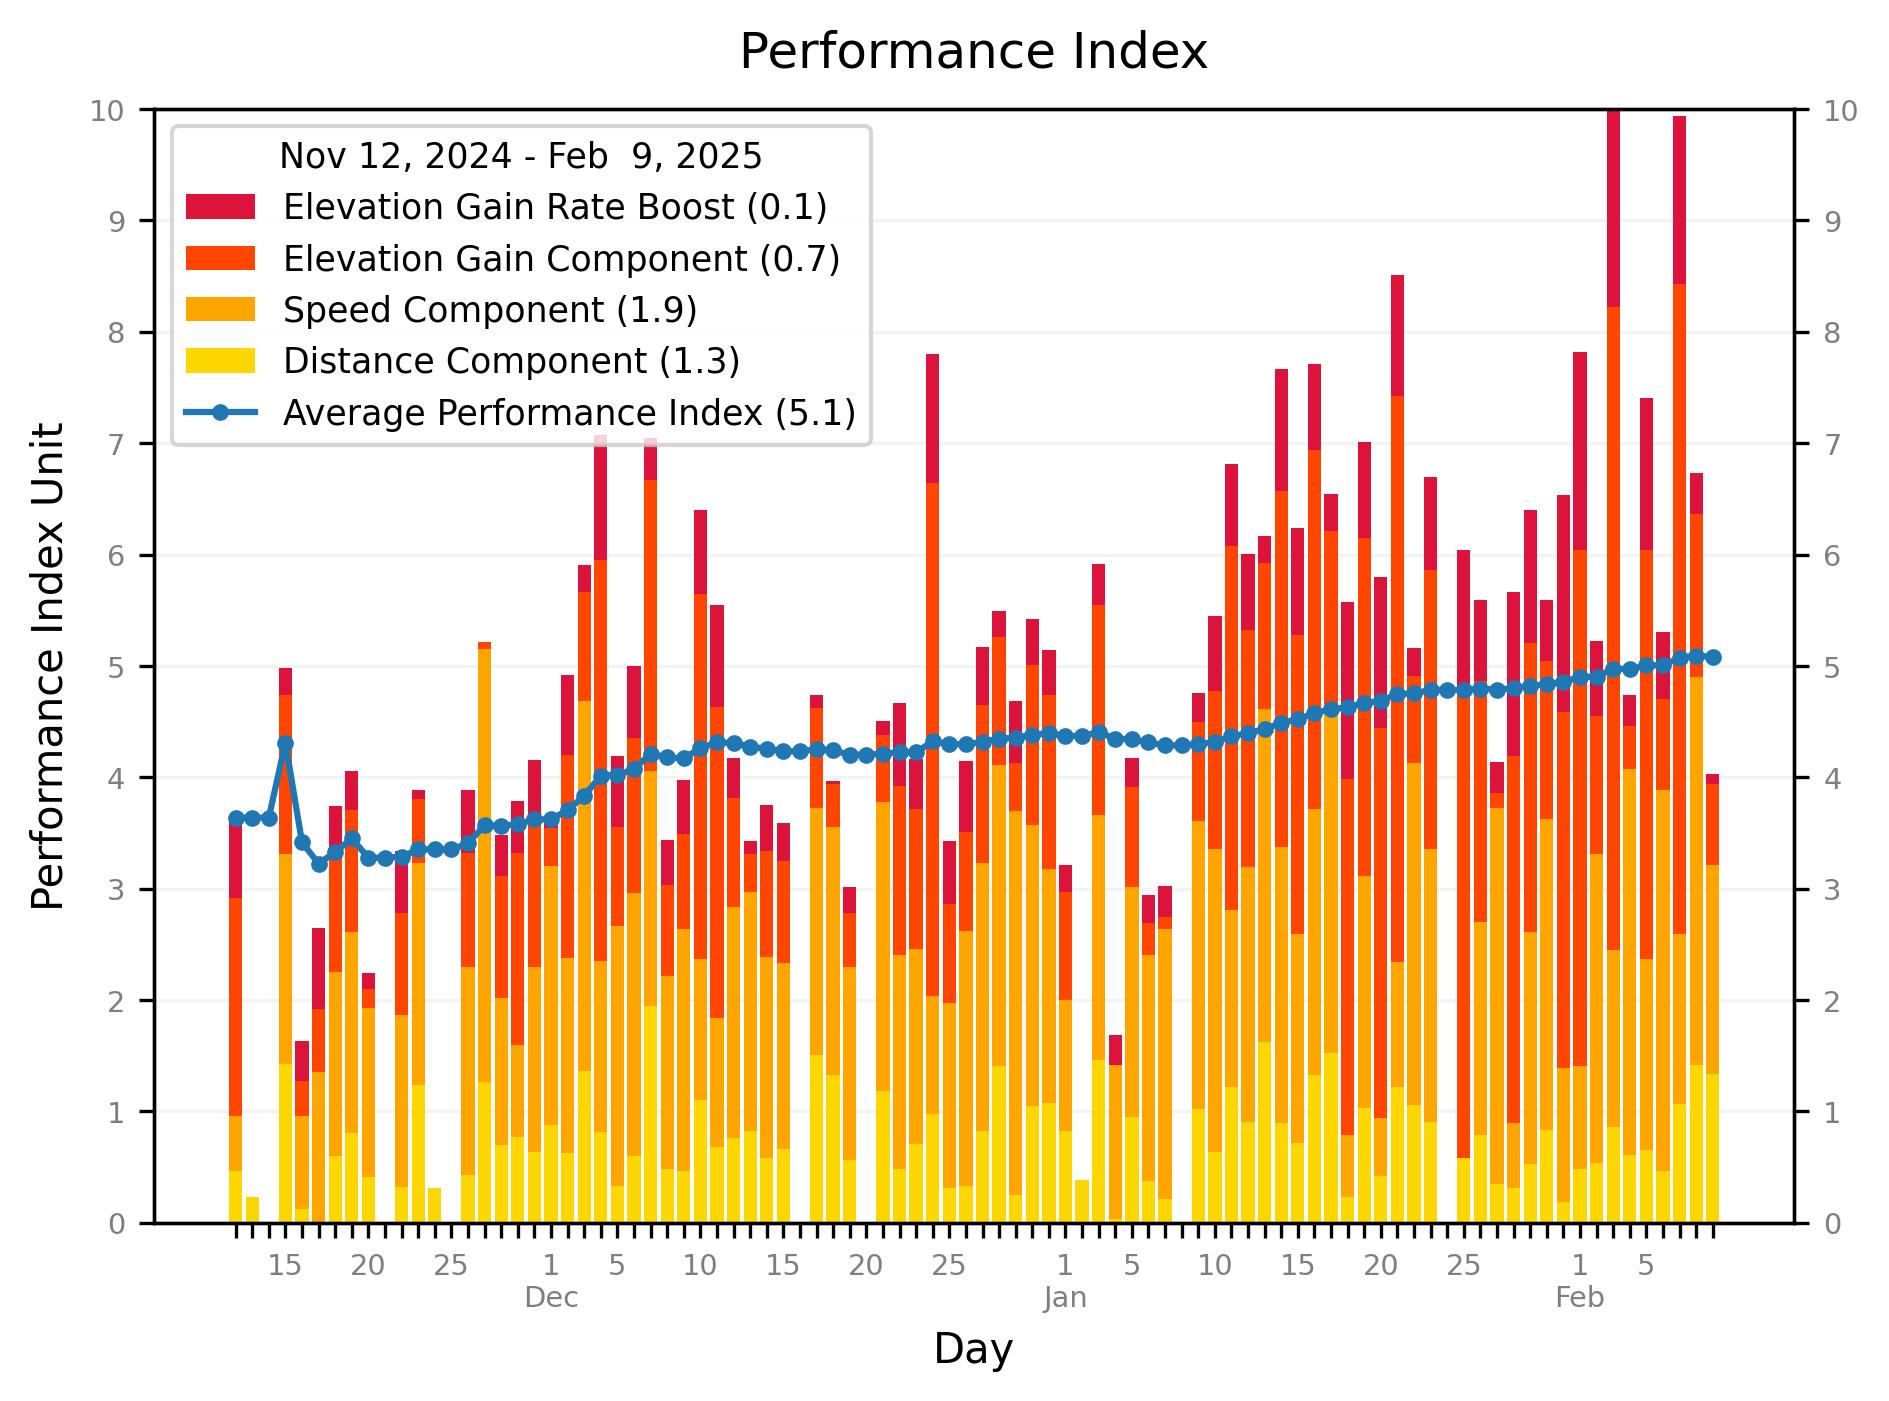 Performance Index
Nov 12, 2024 - Feb  9, 2025
Elevation Gain Rate Boost (0.1)
Elevation Gain Component (0.7)
Speed Component (1.9)
Distance Component (1.3)
Average Performance Index (5.1)
Performance Index Unit
10 10
9 9
8 8
7 7
6 6
5 5
4 4
3 3
2 2
1 1
0 0
15 20 25 1 5 10 15 20 25 1 5 10 15 20 25 1 5
Dec Jan Feb
Day